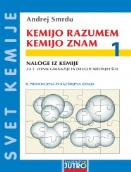 Andrej Smrdu
KEMIJO RAZUMEM
KEMIJO ZNAM 1
NALOGE IZ KEMIJE
SVET KEMIJE
JUTRO